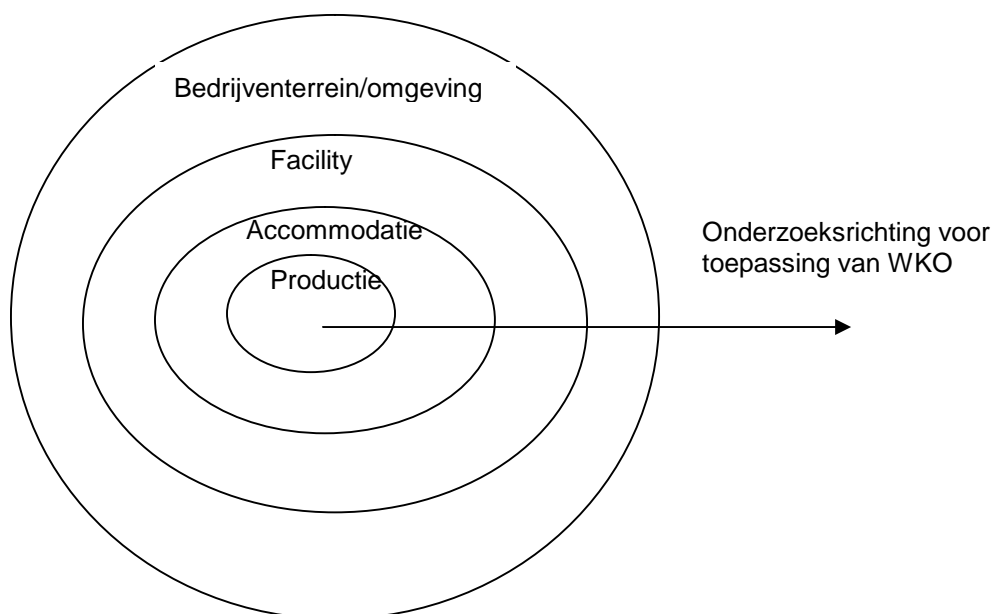 Bedrijventerrein/omgeving
Facility
Accommodatie
Productie
Onderzoeksrichting voor
toepassing van WKO